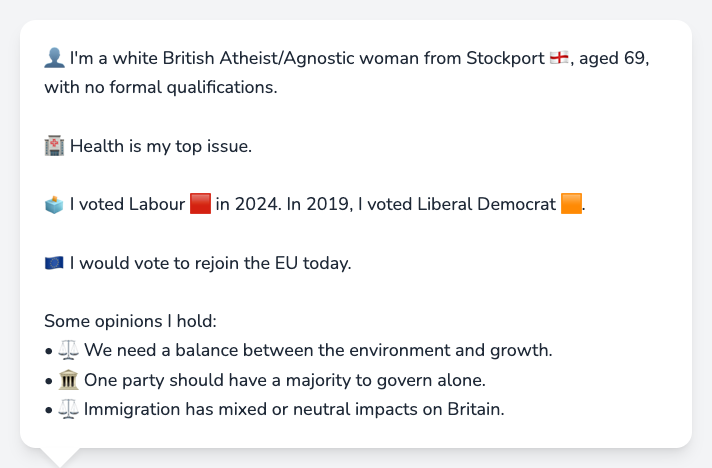 👤 I'm a white British Atheist/Agnostic woman from Stockport 🏴󠁧󠁢󠁥󠁮󠁧󠁿, aged 69,
with no formal qualifications.
🏥 Health is my top issue.
🗳️ I voted Labour 🟥 in 2024. In 2019, I voted Liberal Democrat 🟧.
🇪🇺 I would vote to rejoin the EU today.
Some opinions I hold:
• ⚖️ We need a balance between the environment and growth.
• 🏛️ One party should have a majority to govern alone.
• ⚖️ Immigration has mixed or neutral impacts on Britain.